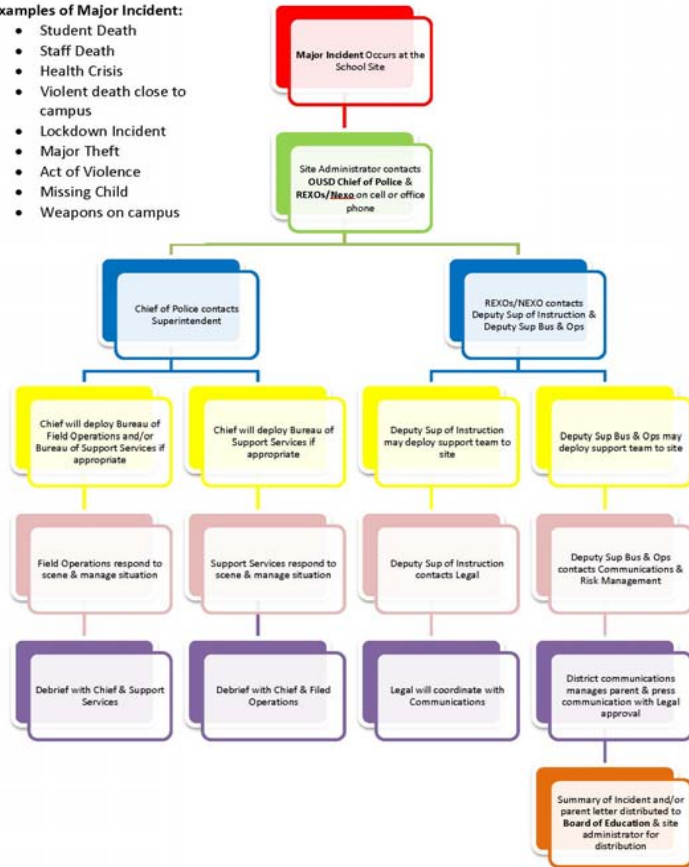 xamples of Major Incident:
• Student Death
• Staff Death
• Health Crisis
• Violent death close to
campus
• Lockdown Incident
• Major Theft
• Act of Violence
• Missing Child
• Weapons on campus
Major Incident Occurs at the
School Site
Site Administrator contacts
OUSD Chief of Police &
REXOs/Nexo on cell or office
phone
Chief of Police contacts
Superintendent
REXOs/NEXO contacts
Deputy Sup of Instruction &
Deputy Sup Bus & Ops
Chief will deploy Bureau of
Field Operations and/or
Bureau of Support Services if
appropriate
Chief will deploy Bureau of
Support Services if
appropriate
Deputy Sup of Instruction
may deploy support team to
site
Deputy Sup Bus & Ops may
deploy support team to site
Field Operations respond to
scene & manage situation
Support Services respond to
scene & manage situation
Deputy Sup of Instruction
contacts Legal
Deputy Sup Bus & Ops
contacts Communications &
Risk Management
Debrief with Chief & Support
Services
Debrief with Chief & Filed
Operations
Legal will coordinate with
Communications
District communications
manages parent & press
communication with Legal
approval
Summary of Incident and/or
parent letter distributed to
Board of Education & site
administrator for
distribution